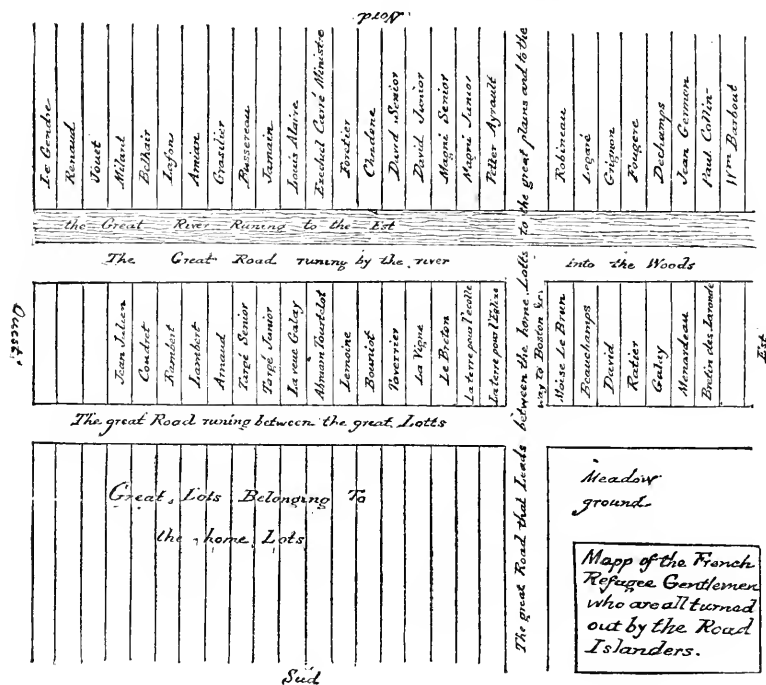 Nord.
Le Gendre
Renaud
Jouet
Milard
Belhair
Lafons
Amian
Grasilier
Bussereau
Jamain
Louis Alaire
Ezechiel Carré Ministre
Forstier
Chadene
David Senior
David Junior
Magni Senior
Magni Junior
Petter Ayrault
Robineau
Legaré
Grignon
Fougere
Dechamps
Jean Germon
Paul Collin
Wm Barbout
the Great River Runing to the Est
The Great Road runing by the river into the Woods
Ouest
Est
Jean Julien
Coudret
Rambert
Lambert
Arnaud
Targé Senior
Targé Junior
La veue Galay
Abraam Tourtelot
Lemoine
Bouniot
Taverrier
La Vigne
Le Breton
La terre pour l'ecolle
La terre pour l'Eglise
The great Road that Leads between the home Lotts to the great plains and to the
way to Boston &c.
Moise Le Brun
Beauchamps
David
Ratier
Galay
Menardeau
Bretin des Laronde
The great Road runing between the great Lotts
Great Lots Belonging To
the home Lots
Meadow
ground
Mapp of the French
Refugee Gentlemen
who are all turned
out by the Road
Islanders.
Sud